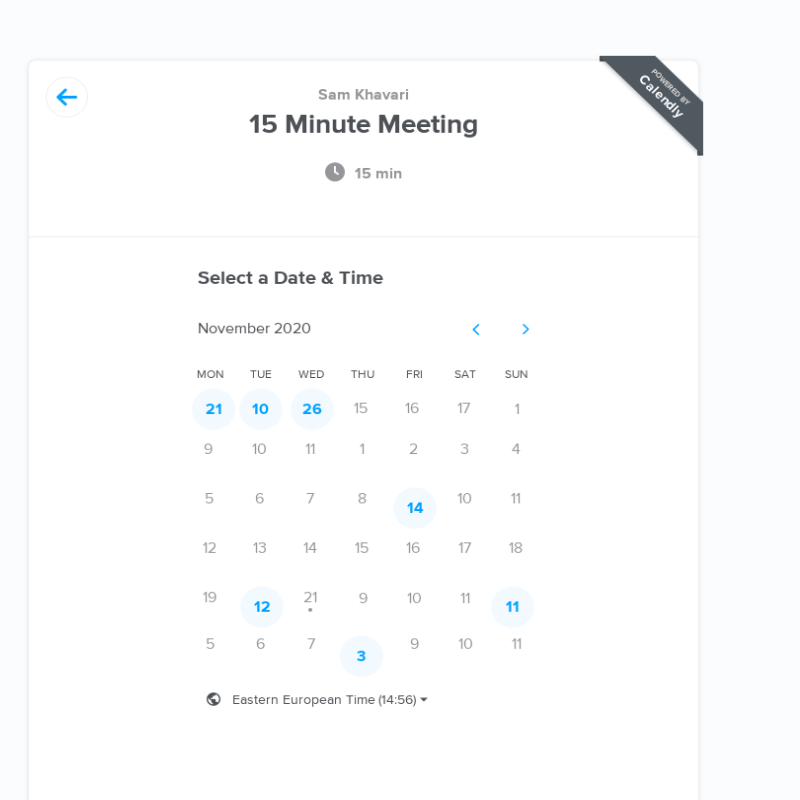 POWERED BY
Calendly
Sam Khavari
15 Minute Meeting
15 min
Select a Date & Time
November 2020
MON TUE WED THU FRI SAT SUN
21 10 26 15 16 17 1
9 10 11 1 2 3 4
5 6 7 8 14 10 11
12 13 14 15 16 17 18
19 12 21 9 10 11 11
5 6 7 3 9 10 11
Eastern European Time (14:56)